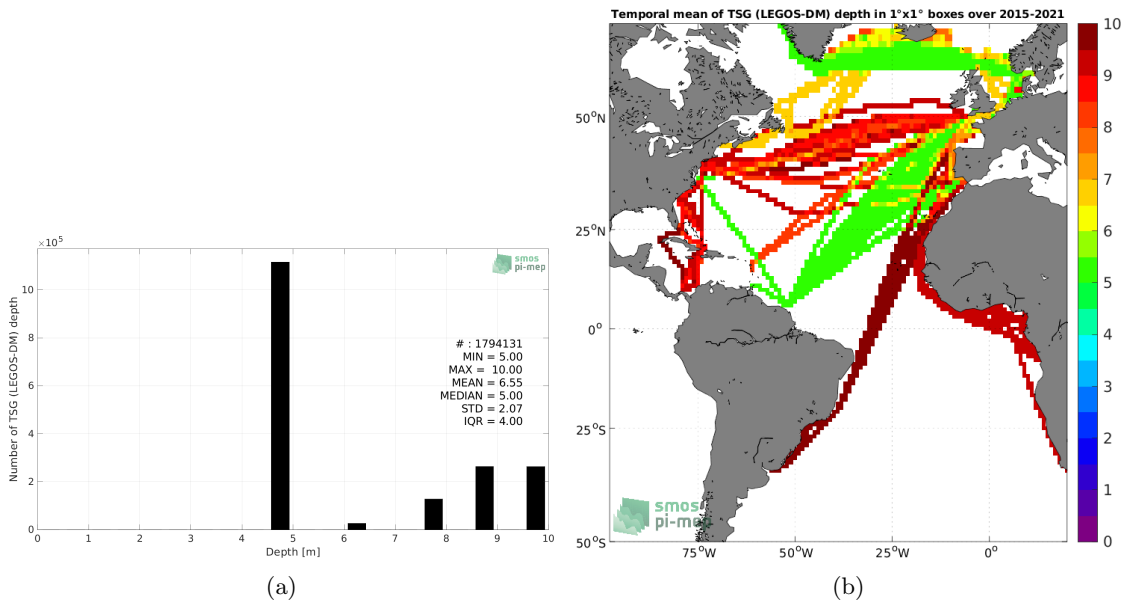 ×10⁵
10
8
6
4
2
0
0 1 2 3 4 5 6 7 8 9 10
Number of TSG (LEGOS-DM) depth
Depth [m]
smos
pi-mep
# : 1794131
MIN = 5.00
MAX = 10.00
MEAN = 6.55
MEDIAN = 5.00
STD = 2.07
IQR = 4.00
(a)
Temporal mean of TSG (LEGOS-DM) depth in 1°x1° boxes over 2015-2021
50°N
25°N
0°
25°S
50°S
75°W 50°W 25°W 0°
smos
pi-mep
10
9
8
7
6
5
4
3
2
1
0
(b)